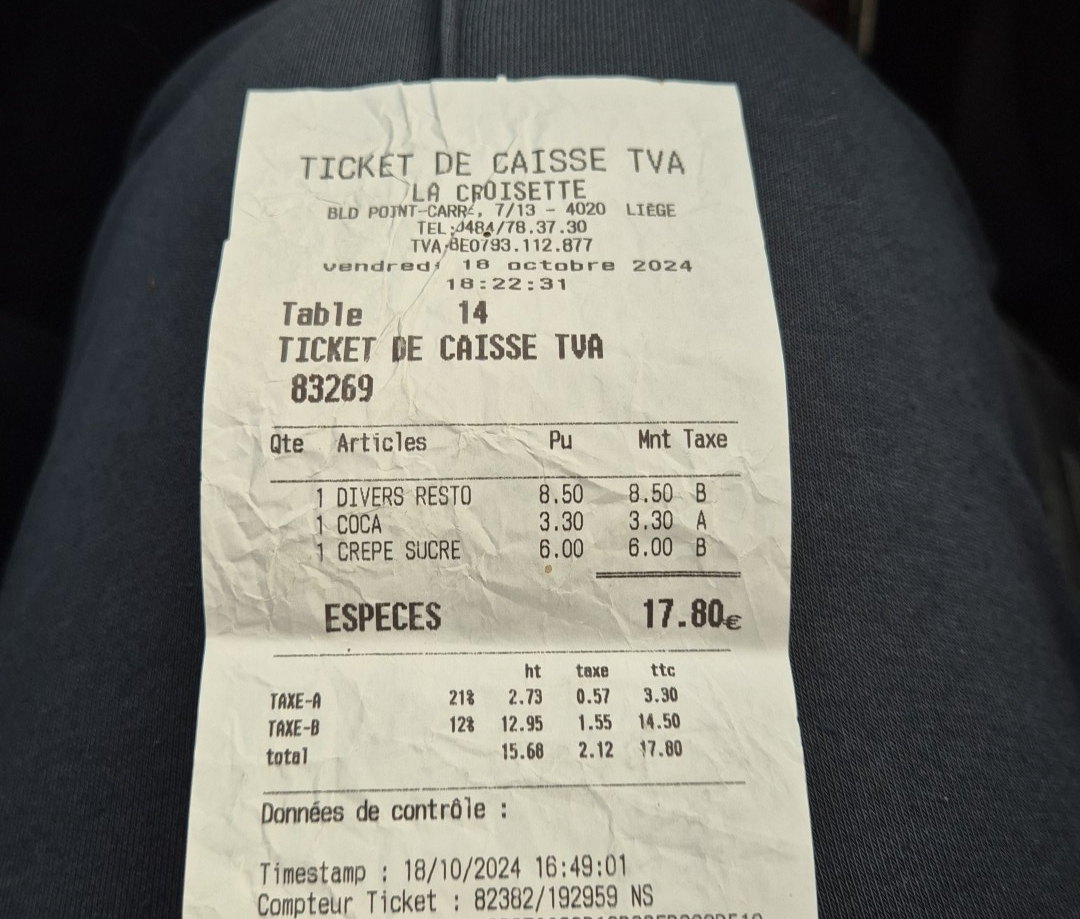 TICKET DE CAISSE TVA
LA CROISETTE
BLD POINT-CARRé, 7/13 - 4020 LIÈGE
TEL:0484/78.37.30
TVA:BE0793.112.877
vendredi 18 octobre 2024
18:22:31
Table 14
TICKET DE CAISSE TVA
83269
Qte Articles Pu Mnt Taxe
1 DIVERS RESTO 8.50 8.50 B
1 COCA 3.30 3.30 A
1 CREPE SUCRE 6.00 6.00 B
ESPECES 17.80€
ht taxe ttc
TAXE-A 21% 2.73 0.57 3.30
TAXE-B 12% 12.95 1.55 14.50
total 15.68 2.12 17.80
Données de contrôle :
Timestamp : 18/10/2024 16:49:01
Compteur Ticket : 82382/192959 NS